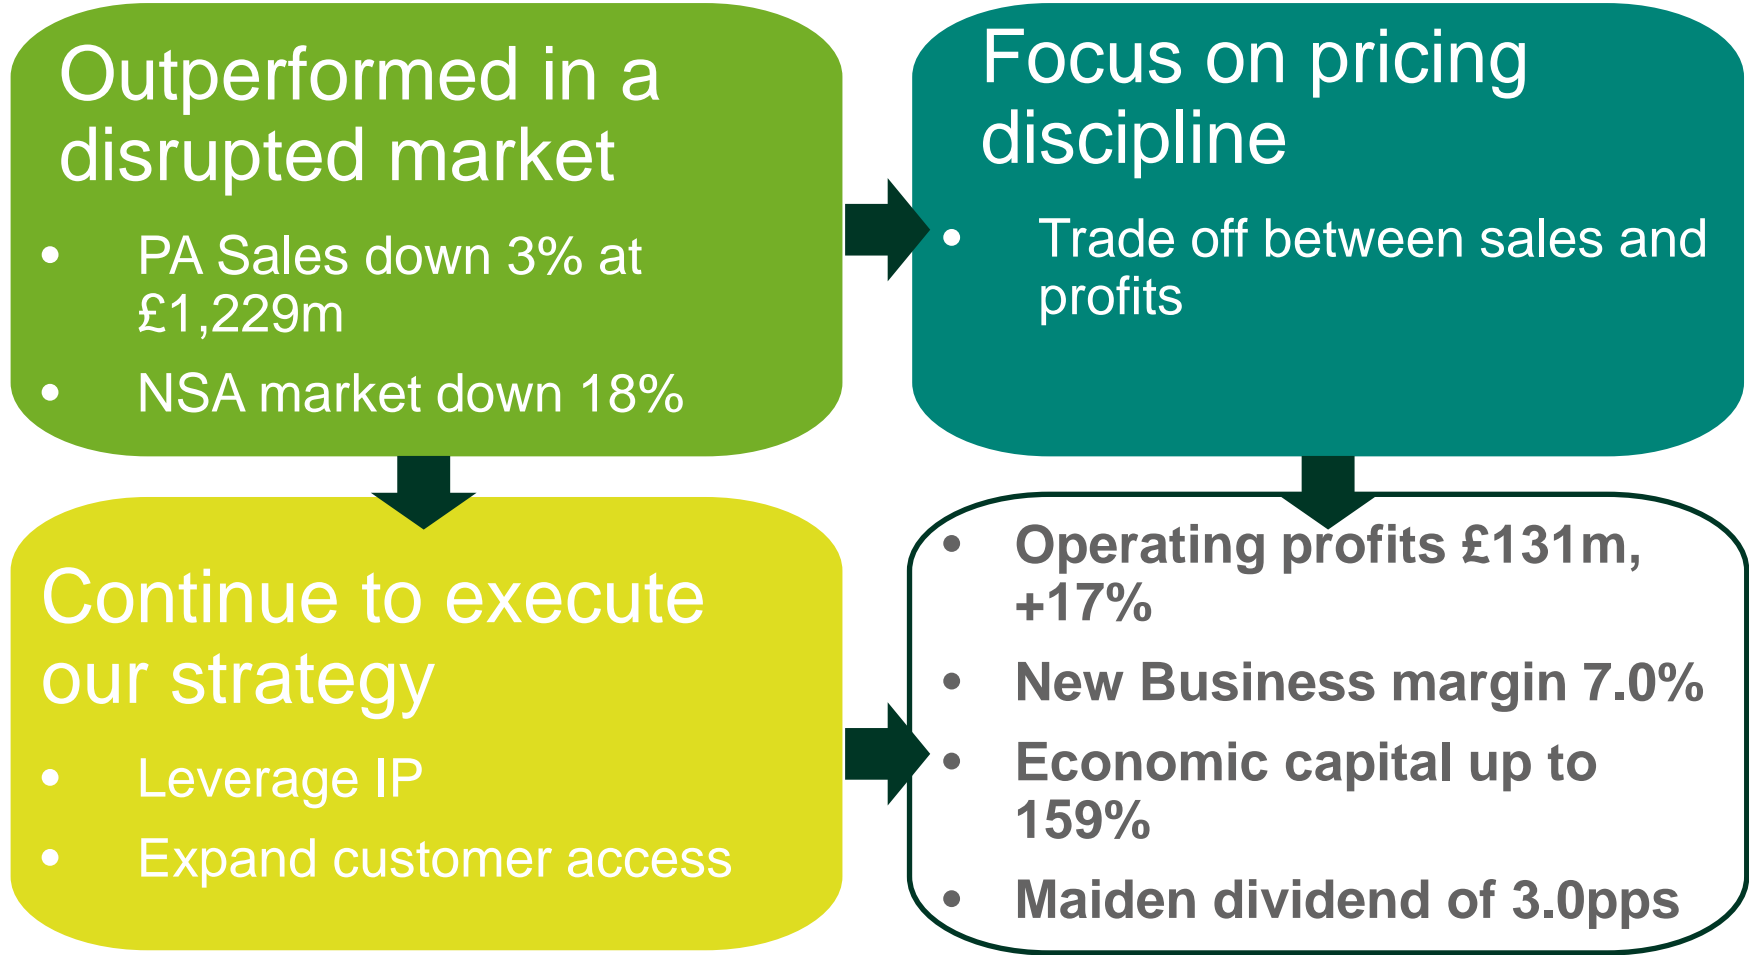 Outperformed in a
disrupted market
• PA Sales down 3% at
£1,229m
• NSA market down 18%
Focus on pricing
discipline
• Trade off between sales and
profits
Continue to execute
our strategy
• Leverage IP
• Expand customer access
• Operating profits £131m,
+17%
• New Business margin 7.0%
• Economic capital up to
159%
• Maiden dividend of 3.0pps